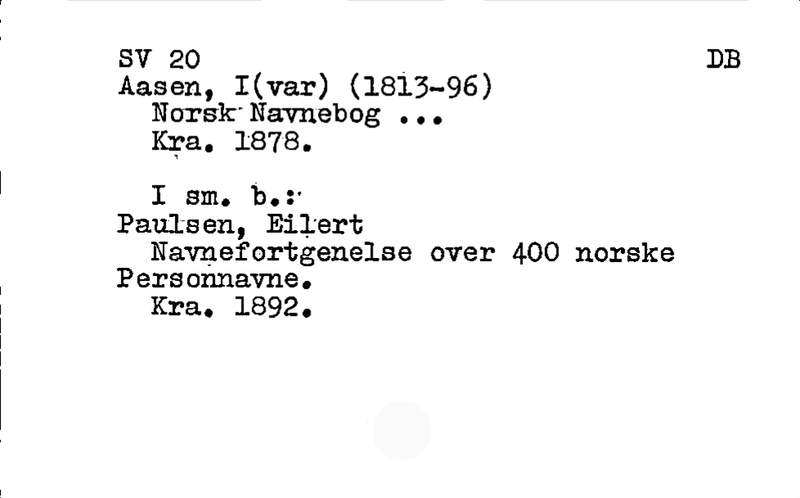 SV 20 DB
Aasen, I(var) (1813-96)
Norsk Navnebog ...
Kra. 1878.
I sm. b.:
Paulsen, Eilert
Navnefortgenelse over 400 norske
Personnavne.
Kra. 1892.